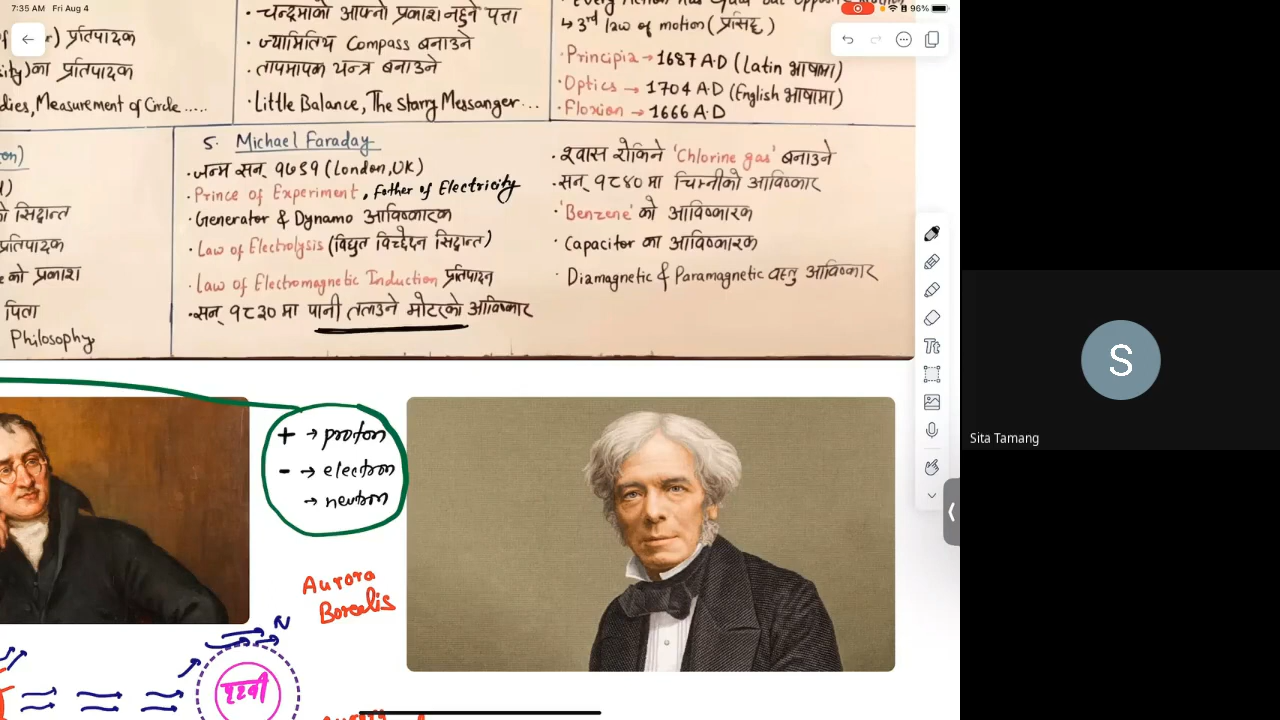 7:35 AM Fri Aug 4
96%
) प्रतिपादक
sity)का प्रतिपादक
dies, Measurement of Circle .....
· चन्द्रमाको आफ्नो प्रकाश नहुने पत्ता
· ज्यामितिय Compass बनाउने
· तापमापक यन्त्र बनाउने
· Little Balance, The Starry Messanger...
↳ 3rd law of motion (प्रसिद्ध)
· Principia → 1687 A.D (Latin भाषामा)
· Optics → 1704 A.D (English भाषामा)
· Floxion → 1666 A.D
को सिद्धान्त
प्रतिपादक
को प्रकाश
पिता
Philosophy
5. Michael Faraday
· जन्म सन् १७९१ (London, UK)
· Prince of Experiment, Father of Electricity
· Generator & Dynamo आविष्कारक
· Law of Electrolysis (विद्युत विच्छेदन सिद्धान्त)
· Law of Electromagnetic Induction प्रतिपादन
· सन् १८३० मा पानी तताउने मोटरको आविष्कार
· श्वास रोकिने 'Chlorine gas' बनाउने
· सन् १८४० मा चिम्नीको आविष्कार
· 'Benzene' को आविष्कारक
· Capacitor का आविष्कारक
· Diamagnetic & Paramagnetic वस्तु आविष्कार
+ → proton
- → electron
→ neutron
Aurora
Borealis
N
पृथ्वी
Tt
S
Sita Tamang